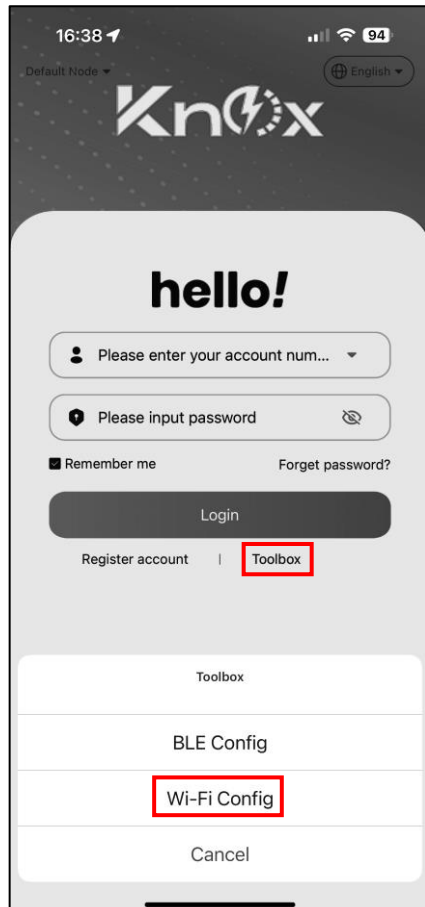 16:38 94
Default Node English
Knox
hello!
Please enter your account num...
Please input password
Remember me Forget password?
Login
Register account | Toolbox
Toolbox
BLE Config
Wi-Fi Config
Cancel